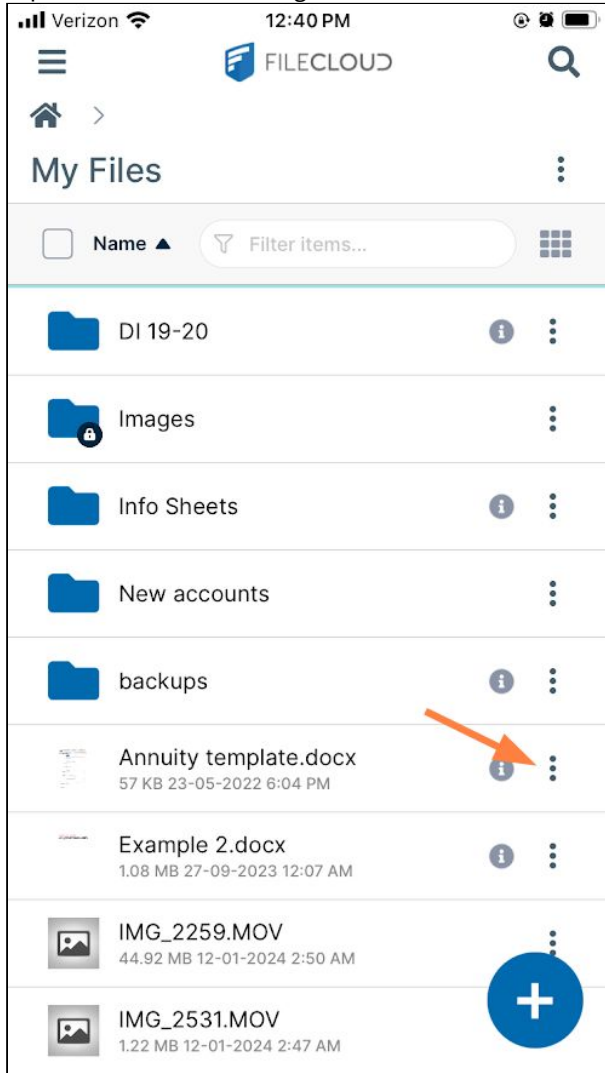 Verizon 12:40 PM
FILECLOUD
My Files
Name Filter items...
DI 19-20
Images
Info Sheets
New accounts
backups
Annuity template.docx
57 KB 23-05-2022 6:04 PM
Example 2.docx
1.08 MB 27-09-2023 12:07 AM
IMG_2259.MOV
44.92 MB 12-01-2024 2:50 AM
IMG_2531.MOV
1.22 MB 12-01-2024 2:47 AM